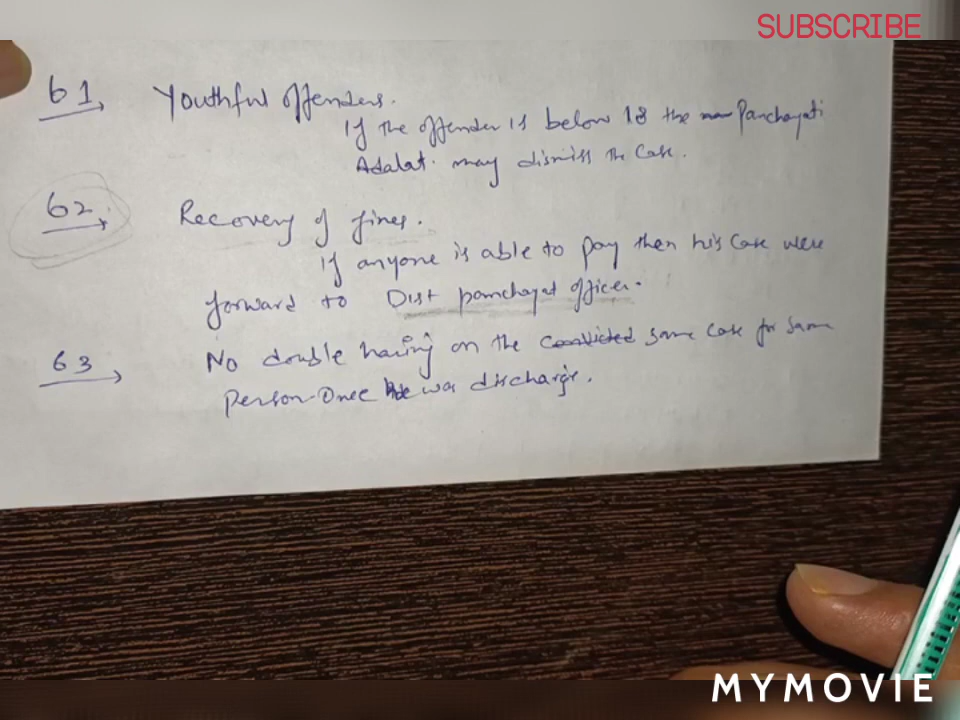 SUBSCRIBE
61 Youthful offenders.
If the offender is below 18 the Panchayati
Adalat may dismiss the case.
62 Recovery of fines.
If anyone is able to pay then his case were
forward to Dist panchayat officer.
63 No double hearing on the same case for same
person once he was discharge.
MYMOVIE